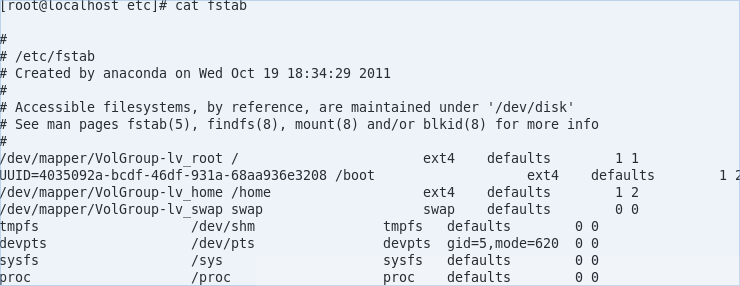 [root@localhost etc]# cat fstab
#
# /etc/fstab
# Created by anaconda on Wed Oct 19 18:34:29 2011
#
# Accessible filesystems, by reference, are maintained under '/dev/disk'
# See man pages fstab(5), findfs(8), mount(8) and/or blkid(8) for more info
#
/dev/mapper/VolGroup-lv_root /                       ext4    defaults        1 1
UUID=4035092a-bcdf-46df-931a-68aa936e3208 /boot                         ext4    defaults        1 2
/dev/mapper/VolGroup-lv_home /home                   ext4    defaults        1 2
/dev/mapper/VolGroup-lv_swap swap                    swap    defaults        0 0
tmpfs                   /dev/shm                tmpfs   defaults        0 0
devpts                  /dev/pts                devpts  gid=5,mode=620  0 0
sysfs                   /sys                    sysfs   defaults        0 0
proc                    /proc                   proc    defaults        0 0